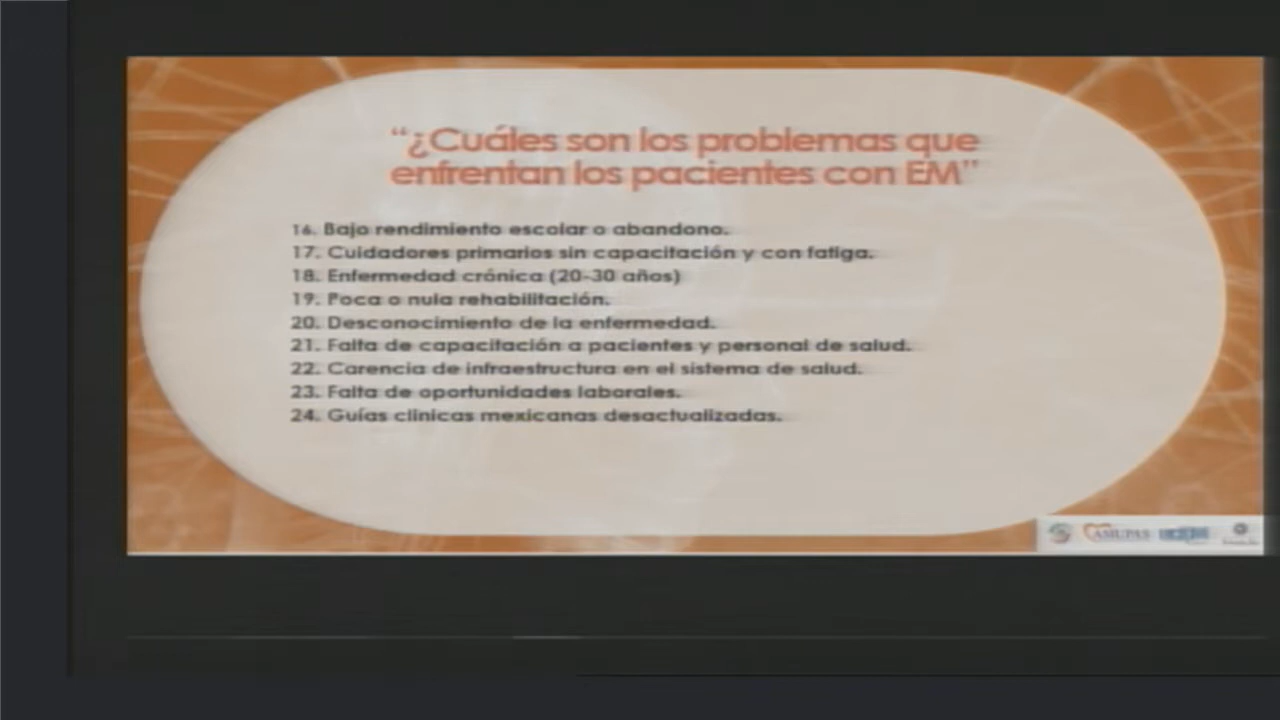 “¿Cuáles son los problemas que
enfrentan los pacientes con EM”
16. Bajo rendimiento escolar o abandono.
17. Cuidadores primarios sin capacitación y con fatiga.
18. Enfermedad crónica (20-30 años)
19. Poca o nula rehabilitación.
20. Desconocimiento de la enfermedad.
21. Falta de capacitación a pacientes y personal de salud.
22. Carencia de infraestructura en el sistema de salud.
23. Falta de oportunidades laborales.
24. Guías clinicas mexicanas desactualizadas.
AMUPAS